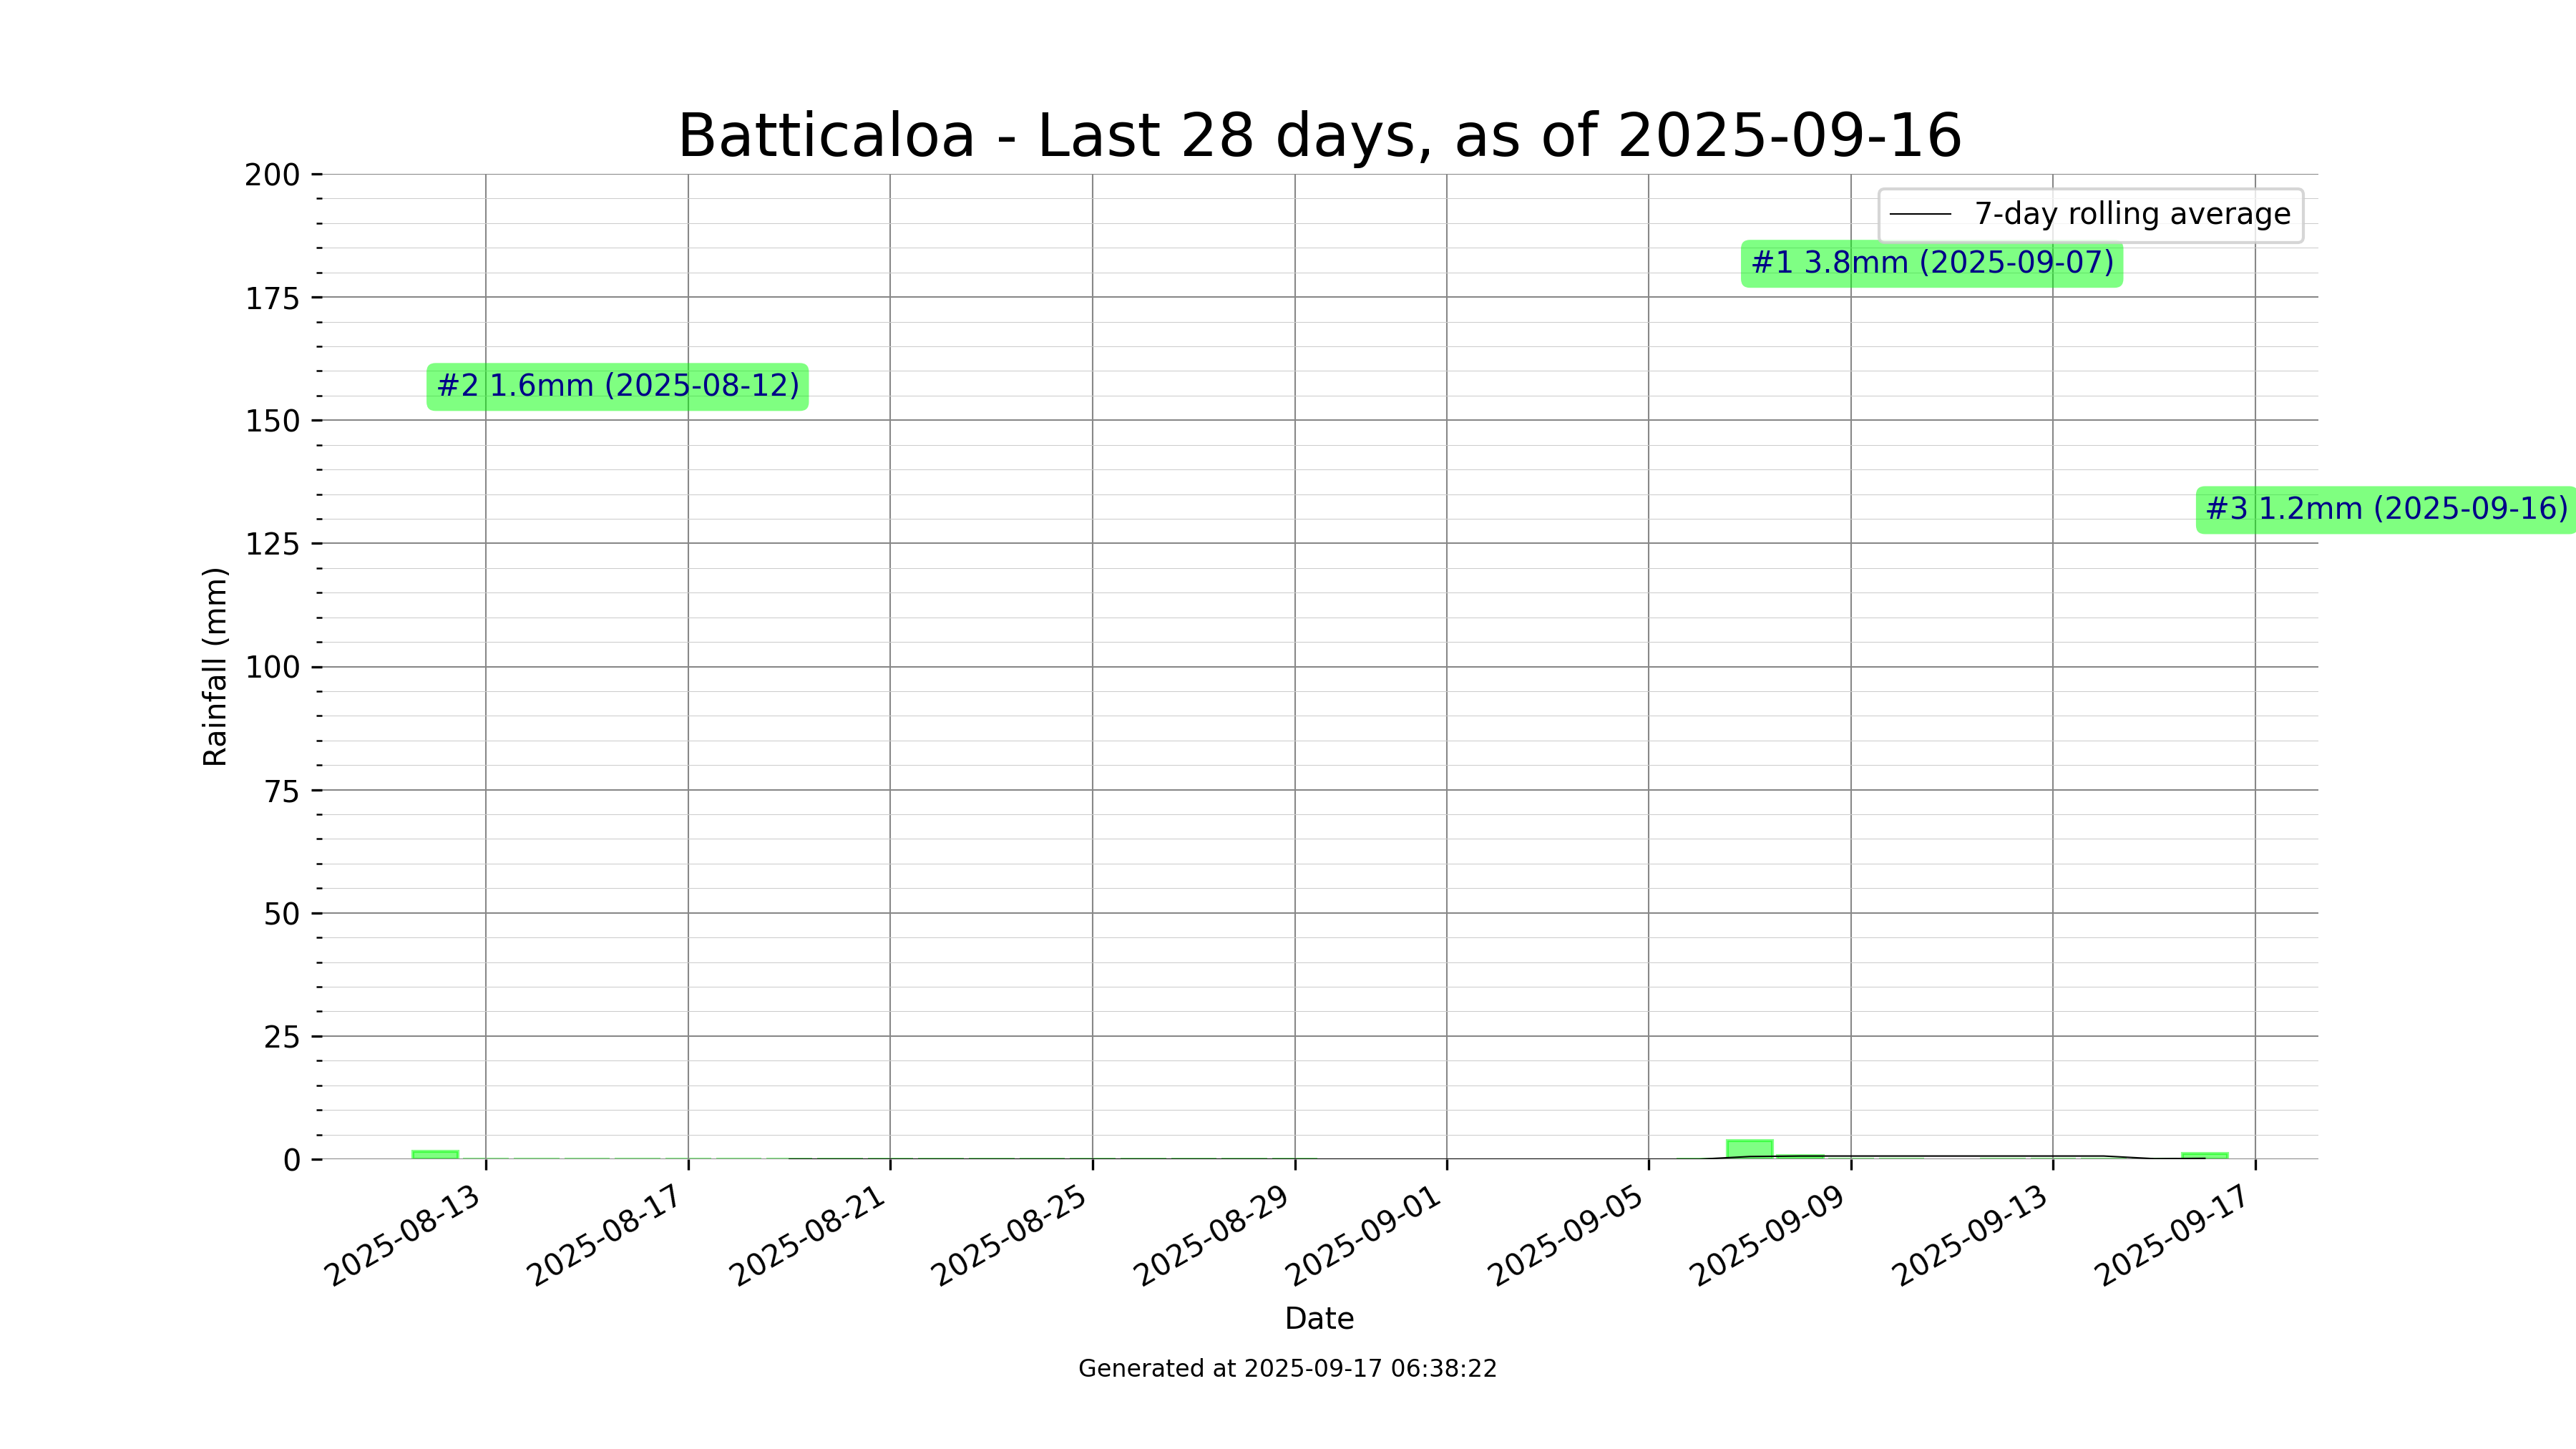 Batticaloa - Last 28 days, as of 2025-09-16
7-day rolling average
#1 3.8mm (2025-09-07)
#2 1.6mm (2025-08-12)
#3 1.2mm (2025-09-16)
Rainfall (mm)
200
175
150
125
100
75
50
25
0
2025-08-13
2025-08-17
2025-08-21
2025-08-25
2025-08-29
2025-09-01
2025-09-05
2025-09-09
2025-09-13
2025-09-17
Date
Generated at 2025-09-17 06:38:22